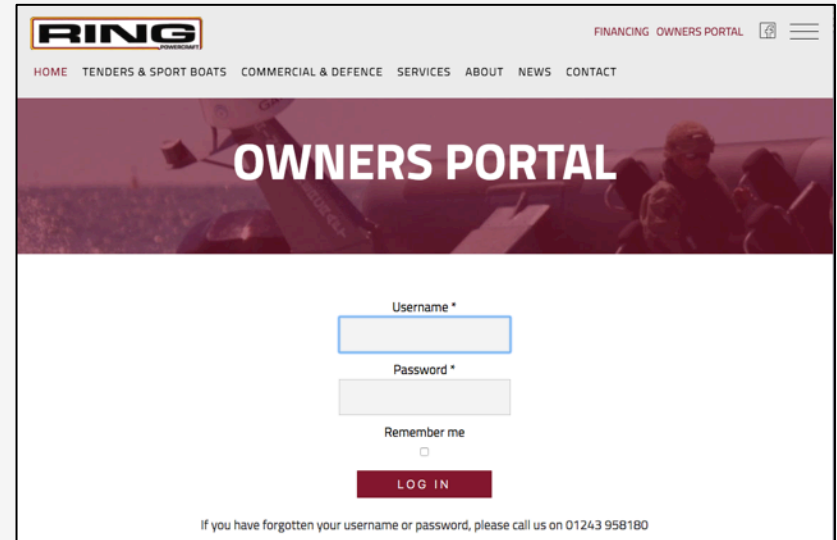 RING
POWERCRAFT
FINANCING OWNERS PORTAL
HOME TENDERS & SPORT BOATS COMMERCIAL & DEFENCE SERVICES ABOUT NEWS CONTACT
OWNERS PORTAL
Username *
Password *
Remember me
LOG IN
If you have forgotten your username or password, please call us on 01243 958180